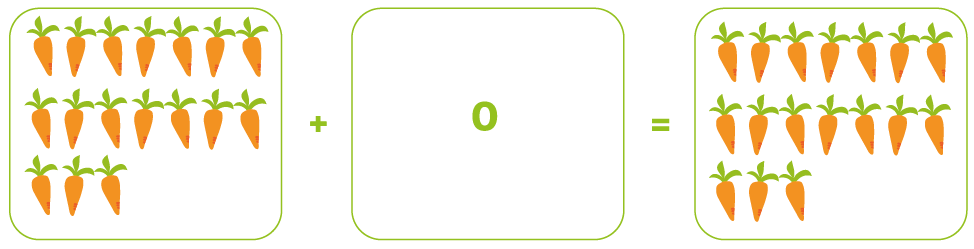 + 0 =